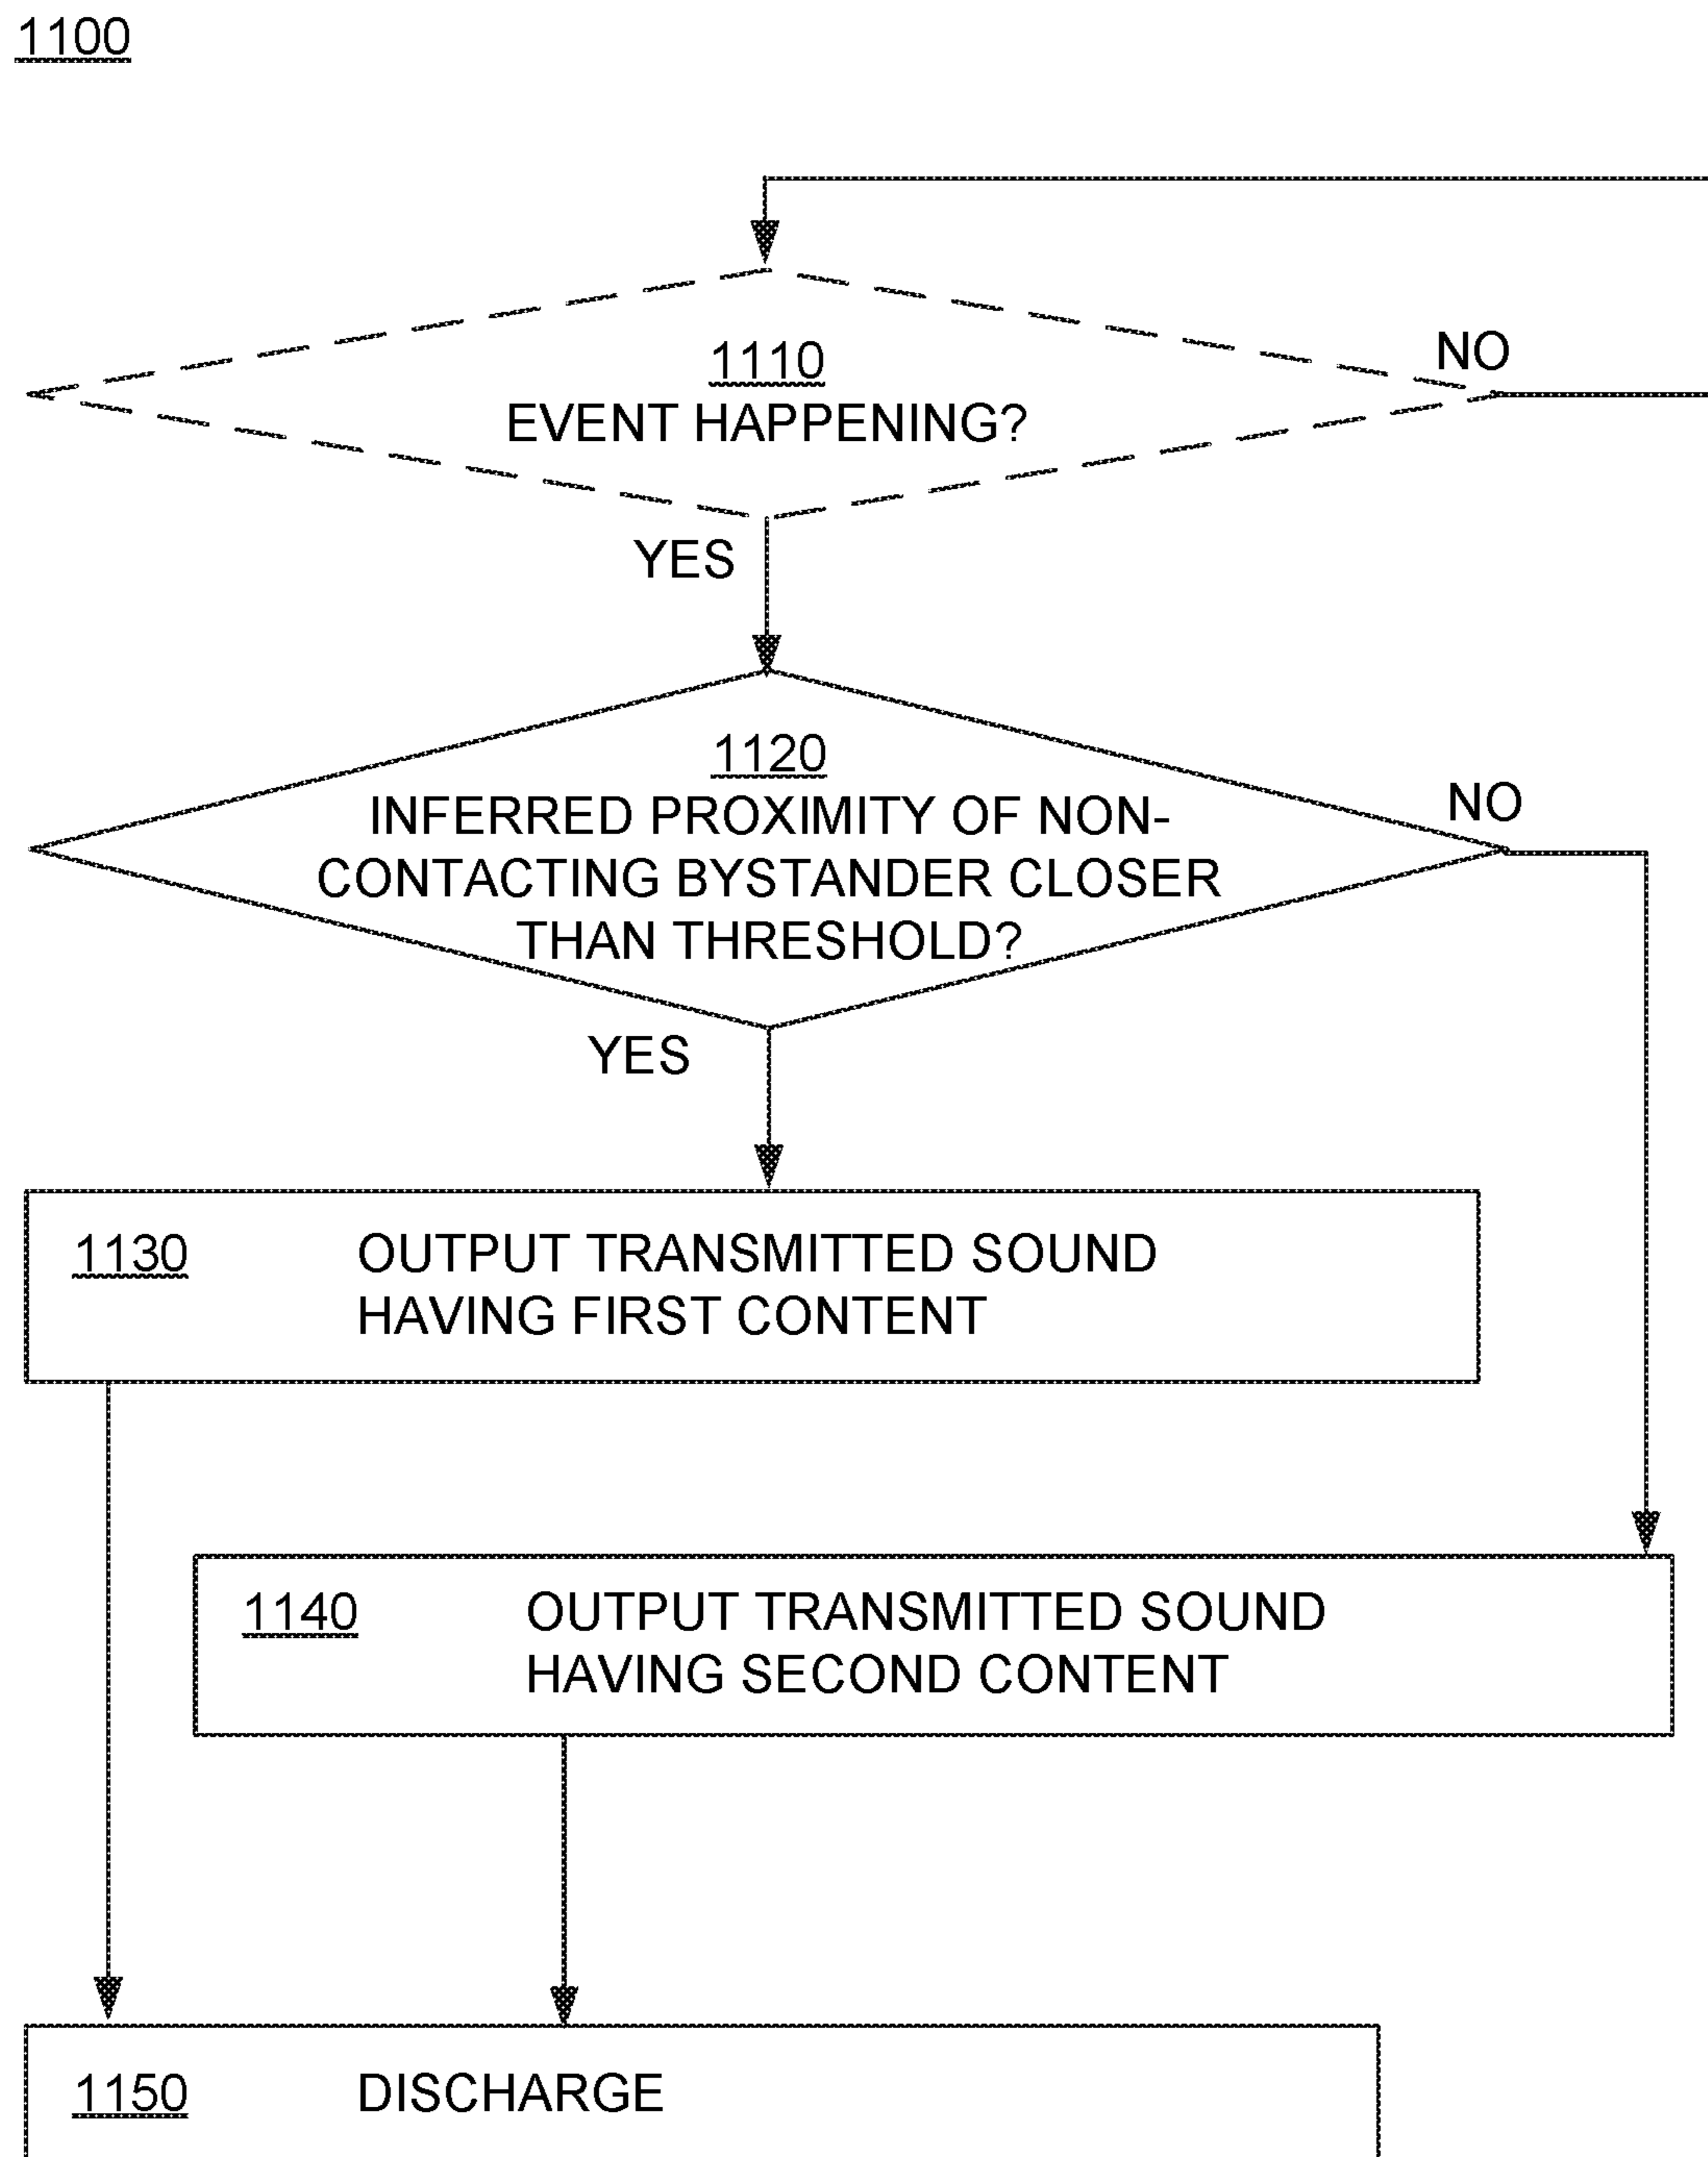 1100
1110
EVENT HAPPENING?
NO
YES
1120
INFERRED PROXIMITY OF NON-
CONTACTING BYSTANDER CLOSER
THAN THRESHOLD?
NO
YES
1130 OUTPUT TRANSMITTED SOUND
HAVING FIRST CONTENT
1140 OUTPUT TRANSMITTED SOUND
HAVING SECOND CONTENT
1150 DISCHARGE